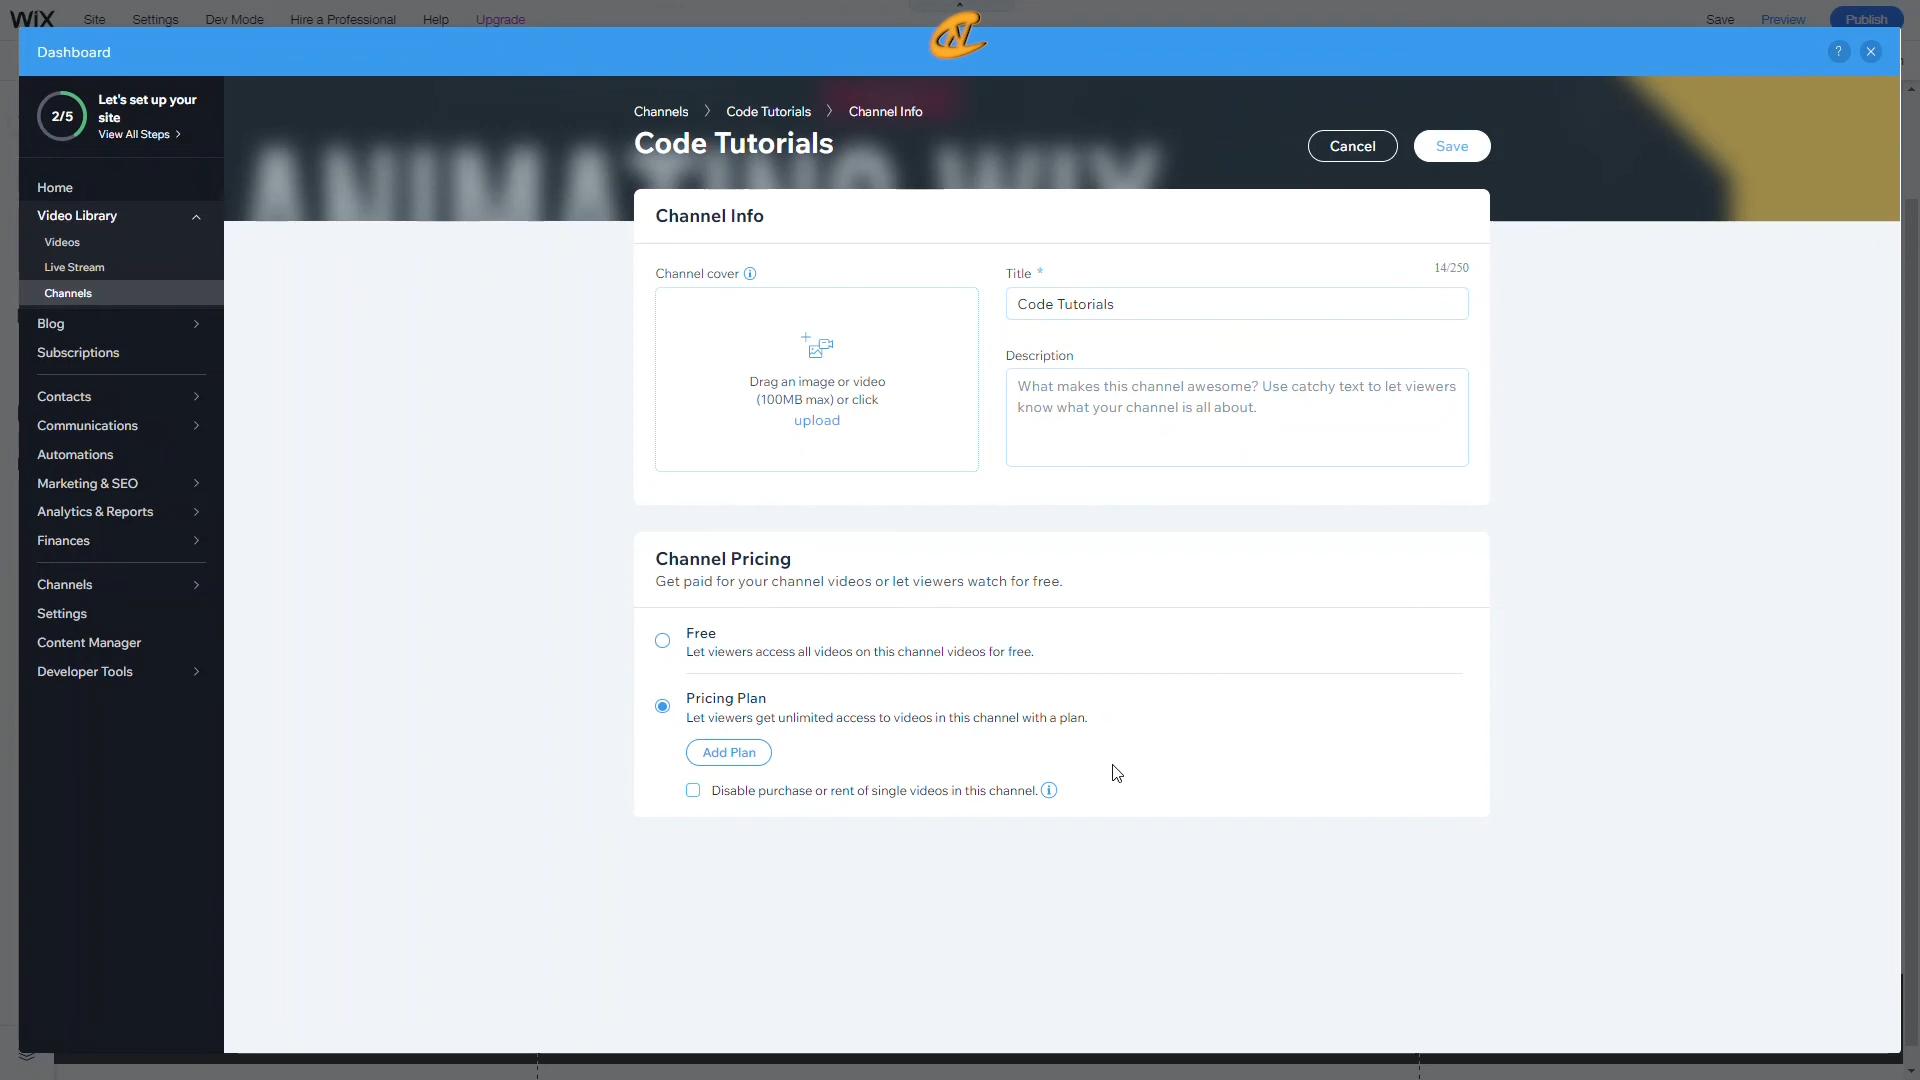 WIX
Site
Settings
Dev Mode
Hire a Professional
Help
Upgrade
Save
Preview
Publish
Dashboard
?
2/5
Let's set up your
site
View All Steps
Home
Video Library
Videos
Live Stream
Channels
Blog
Subscriptions
Contacts
Communications
Automations
Marketing & SEO
Analytics & Reports
Finances
Channels
Settings
Content Manager
Developer Tools
ANIMATING WIX
Channels
Code Tutorials
Channel Info
Code Tutorials
Cancel
Save
Channel Info
Channel cover
Drag an image or video
(100MB max) or click
upload
Title *
14/250
Code Tutorials
Description
What makes this channel awesome? Use catchy text to let viewers
know what your channel is all about.
Channel Pricing
Get paid for your channel videos or let viewers watch for free.
Free
Let viewers access all videos on this channel videos for free.
Pricing Plan
Let viewers get unlimited access to videos in this channel with a plan.
Add Plan
Disable purchase or rent of single videos in this channel.